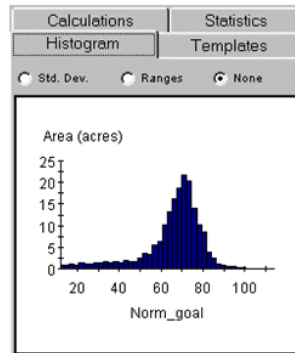 Calculations Statistics
Histogram Templates
Std. Dev. Ranges None
Area (acres)
25
20
15
10
5
0
20 40 60 80 100
Norm_goal